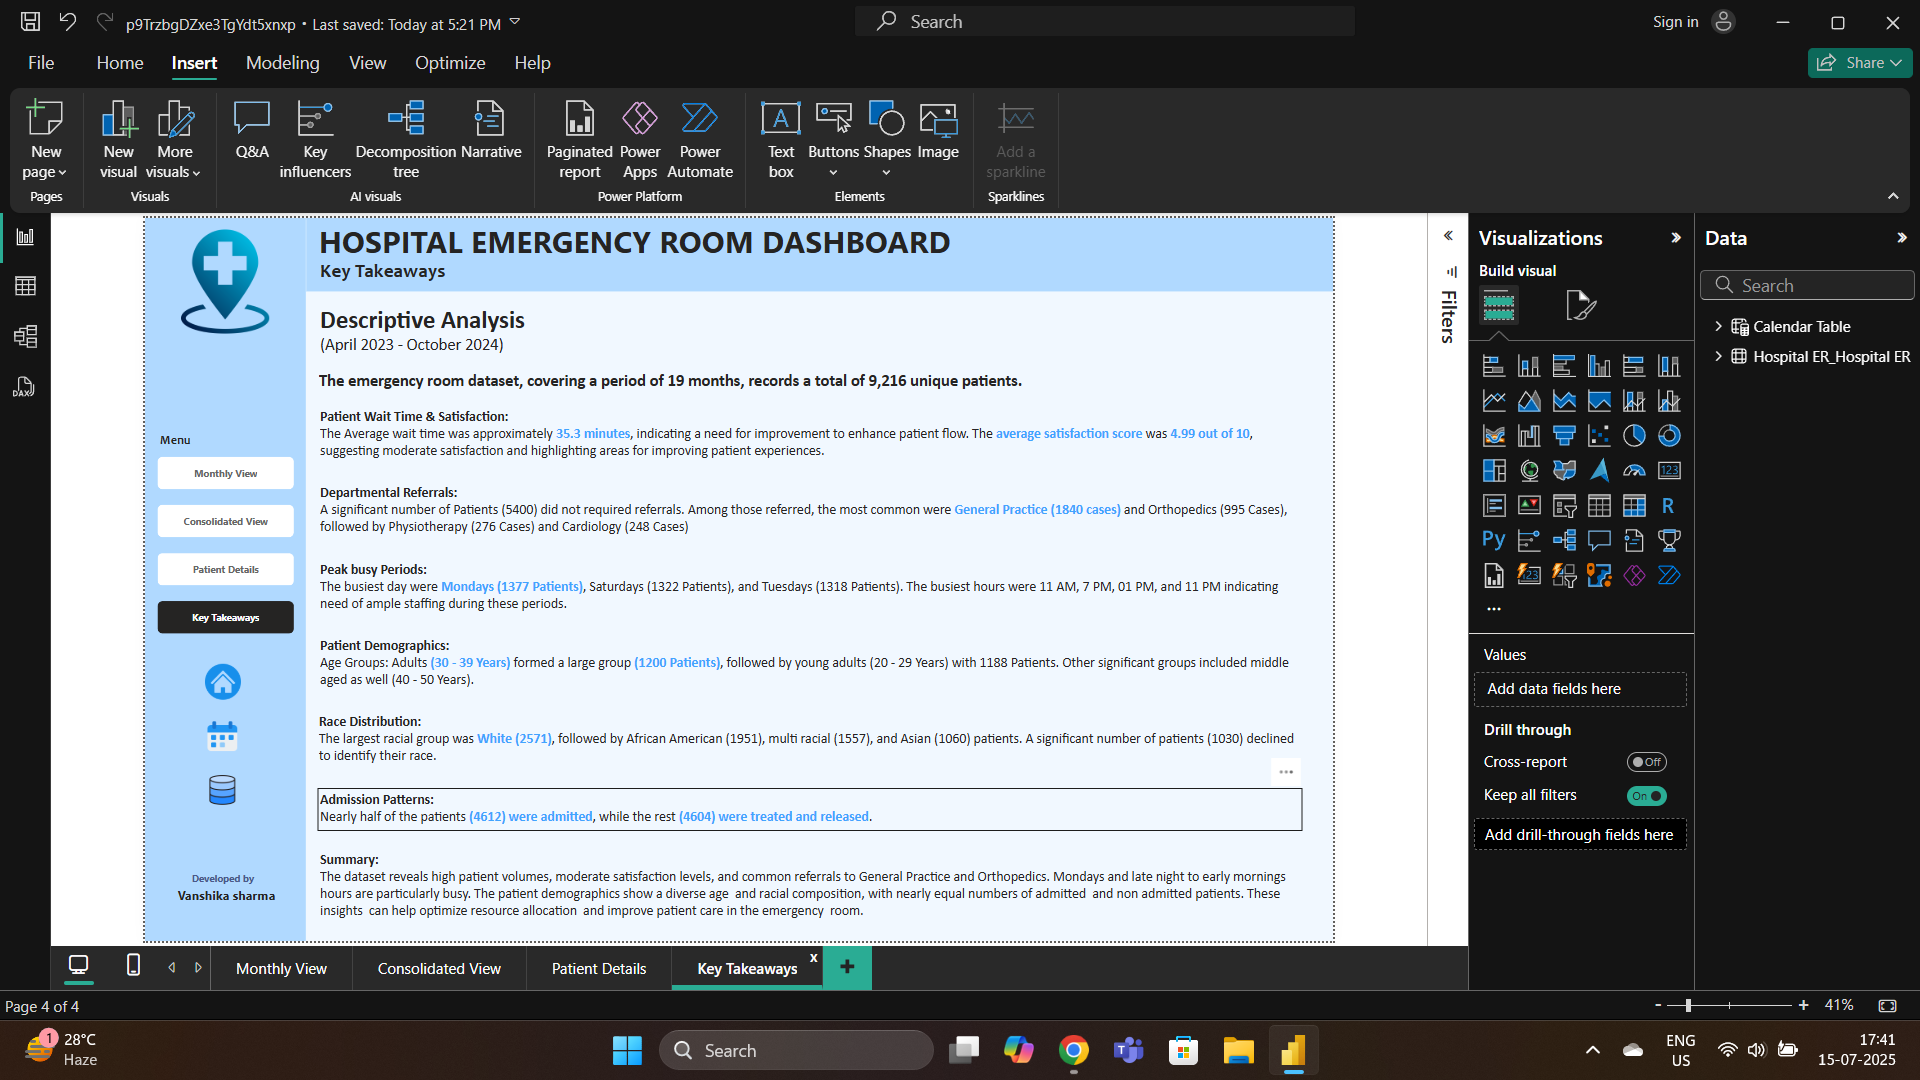 p9TrzbgDZxe3TgYdt5xnxp • Last saved: Today at 5:21 PM
Search
Sign in
File Home Insert Modeling View Optimize Help
Share
New page
New visual
More visuals
Q&A
Key influencers
Decomposition tree
Narrative
Paginated report
Power Apps
Power Automate
Text box
Buttons
Shapes
Image
Add a sparkline
Pages
Visuals
AI visuals
Power Platform
Elements
Sparklines
HOSPITAL EMERGENCY ROOM DASHBOARD
Key Takeaways
Menu
Monthly View
Consolidated View
Patient Details
Key Takeaways
Developed by
Vanshika sharma
Descriptive Analysis
(April 2023 - October 2024)
The emergency room dataset, covering a period of 19 months, records a total of 9,216 unique patients.
Patient Wait Time & Satisfaction:
The Average wait time was approximately 35.3 minutes, indicating a need for improvement to enhance patient flow. The average satisfaction score was 4.99 out of 10,
suggesting moderate satisfaction and highlighting areas for improving patient experiences.
Departmental Referrals:
A significant number of Patients (5400) did not required referrals. Among those referred, the most common were General Practice (1840 cases) and Orthopedics (995 Cases),
followed by Physiotherapy (276 Cases) and Cardiology (248 Cases)
Peak busy Periods:
The busiest day were Mondays (1377 Patients), Saturdays (1322 Patients), and Tuesdays (1318 Patients). The busiest hours were 11 AM, 7 PM, 01 PM, and 11 PM indicating
need of ample staffing during these periods.
Patient Demographics:
Age Groups: Adults (30 - 39 Years) formed a large group (1200 Patients), followed by young adults (20 - 29 Years) with 1188 Patients. Other significant groups included middle
aged as well (40 - 50 Years).
Race Distribution:
The largest racial group was White (2571), followed by African American (1951), multi racial (1557), and Asian (1060) patients. A significant number of patients (1030) declined
to identify their race.
Admission Patterns:
Nearly half of the patients (4612) were admitted, while the rest (4604) were treated and released.
Summary:
The dataset reveals high patient volumes, moderate satisfaction levels, and common referrals to General Practice and Orthopedics. Mondays and late night to early mornings
hours are particularly busy. The patient demographics show a diverse age and racial composition, with nearly equal numbers of admitted and non admitted patients. These
insights can help optimize resource allocation and improve patient care in the emergency room.
Filters
Visualizations
Build visual
123
R
Py
123
Values
Add data fields here
Drill through
Cross-report
Off
Keep all filters
On
Add drill-through fields here
Data
Search
Calendar Table
Hospital ER_Hospital ER
DAX
Monthly View
Consolidated View
Patient Details
Key Takeaways
x
+
Page 4 of 4
- + 41%
1
28°C
Haze
Search
T
ENG
US
17:41
15-07-2025